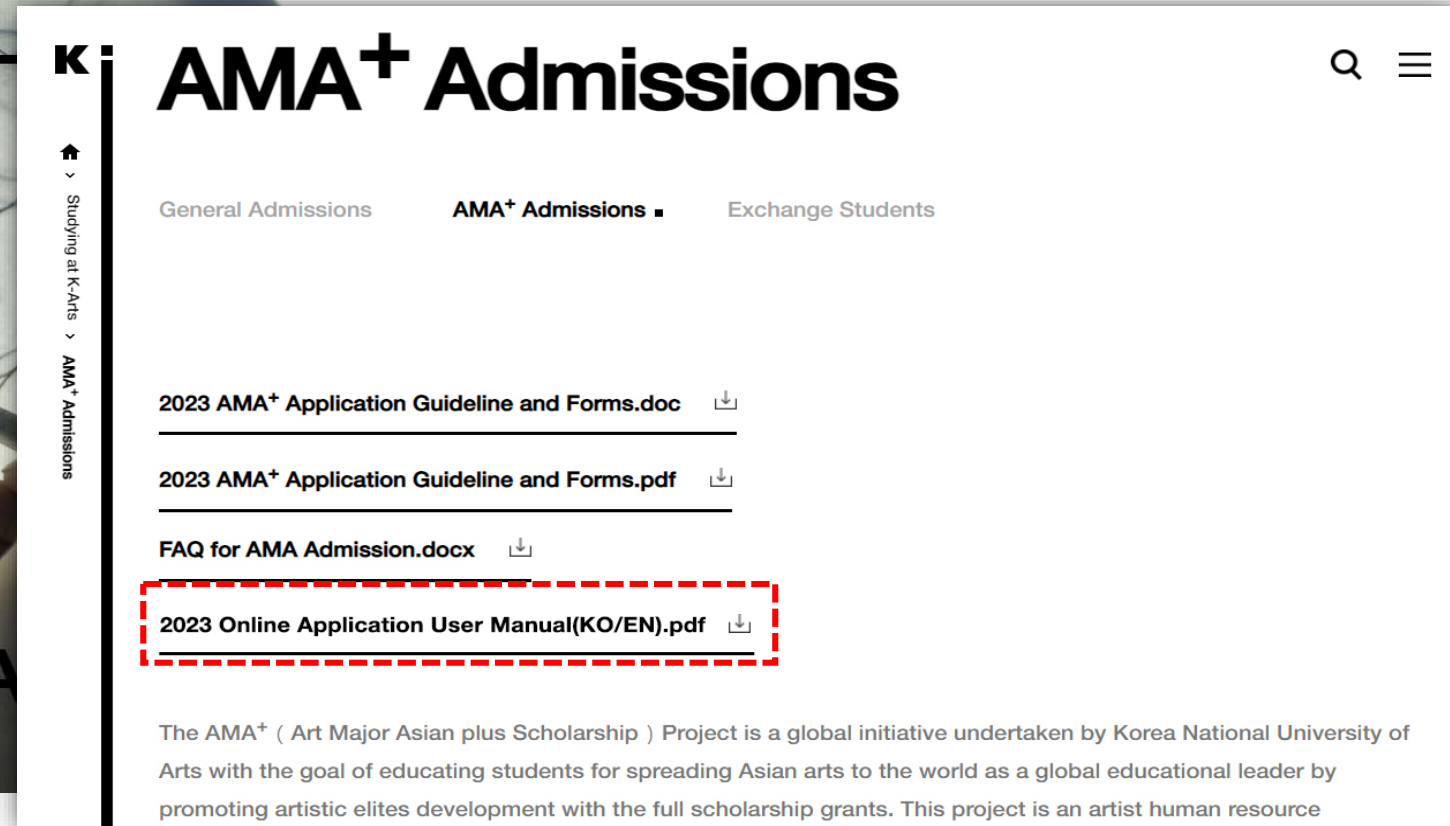 K
AMA⁺ Admissions
Studying at K-Arts > AMA⁺ Admissions
General Admissions
AMA⁺ Admissions
Exchange Students
2023 AMA⁺ Application Guideline and Forms.doc
2023 AMA⁺ Application Guideline and Forms.pdf
FAQ for AMA Admission.docx
2023 Online Application User Manual(KO/EN).pdf
The AMA⁺ ( Art Major Asian plus Scholarship ) Project is a global initiative undertaken by Korea National University of
Arts with the goal of educating students for spreading Asian arts to the world as a global educational leader by
promoting artistic elites development with the full scholarship grants. This project is an artist human resource